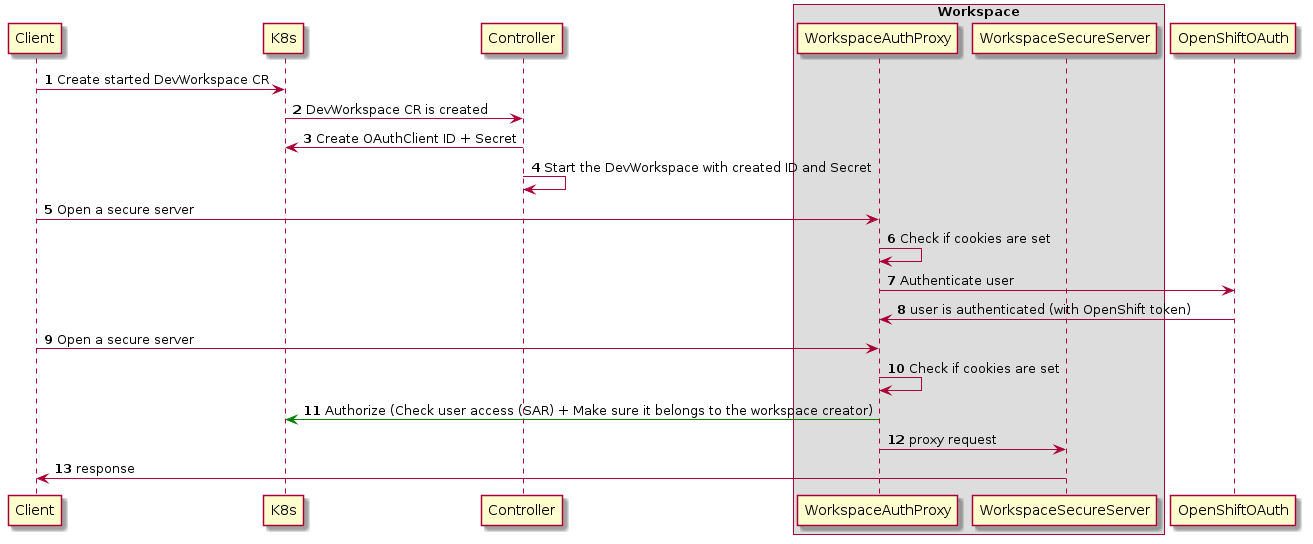 Workspace
Client
K8s
Controller
WorkspaceAuthProxy
WorkspaceSecureServer
OpenShiftOAuth
1 Create started DevWorkspace CR
2 DevWorkspace CR is created
3 Create OAuthClient ID + Secret
4 Start the DevWorkspace with created ID and Secret
5 Open a secure server
6 Check if cookies are set
7 Authenticate user
8 user is authenticated (with OpenShift token)
9 Open a secure server
10 Check if cookies are set
11 Authorize (Check user access (SAR) + Make sure it belongs to the workspace creator)
12 proxy request
13 response
Client
K8s
Controller
WorkspaceAuthProxy
WorkspaceSecureServer
OpenShiftOAuth